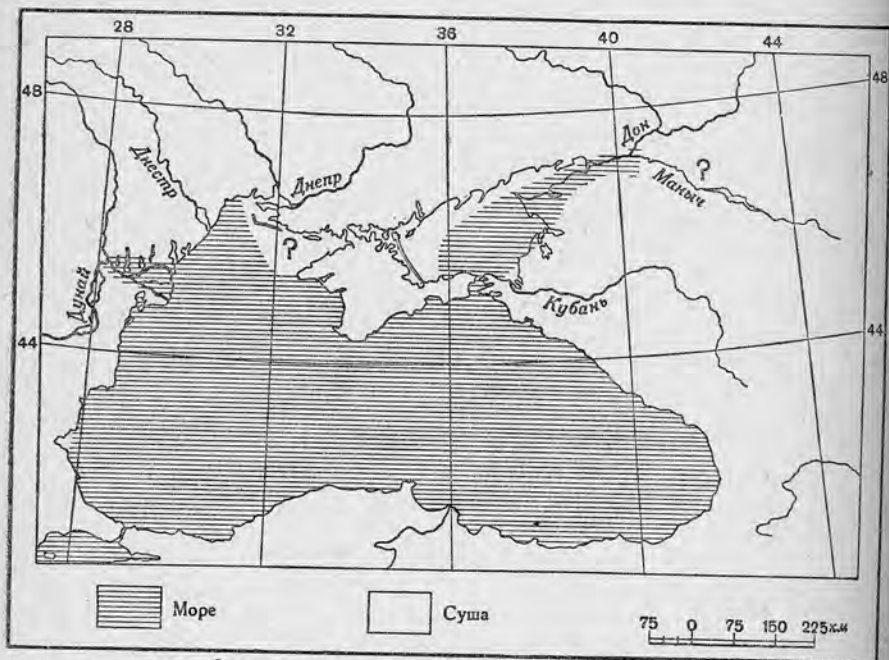 28 32 36 40 44
48 48
Дон
?
Маныч
Днестр
Днепр
?
Дунай
Кубань
44 44
Море
Суша
75 0 75 150 225км